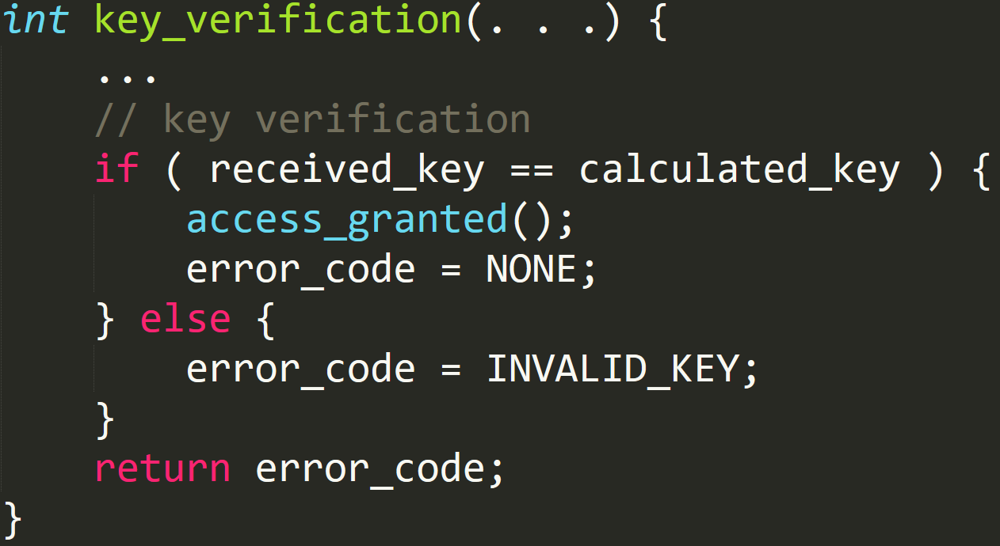 int key_verification(. . .) {
    ...
    // key verification
    if ( received_key == calculated_key ) {
        access_granted();
        error_code = NONE;
    } else {
        error_code = INVALID_KEY;
    }
    return error_code;
}